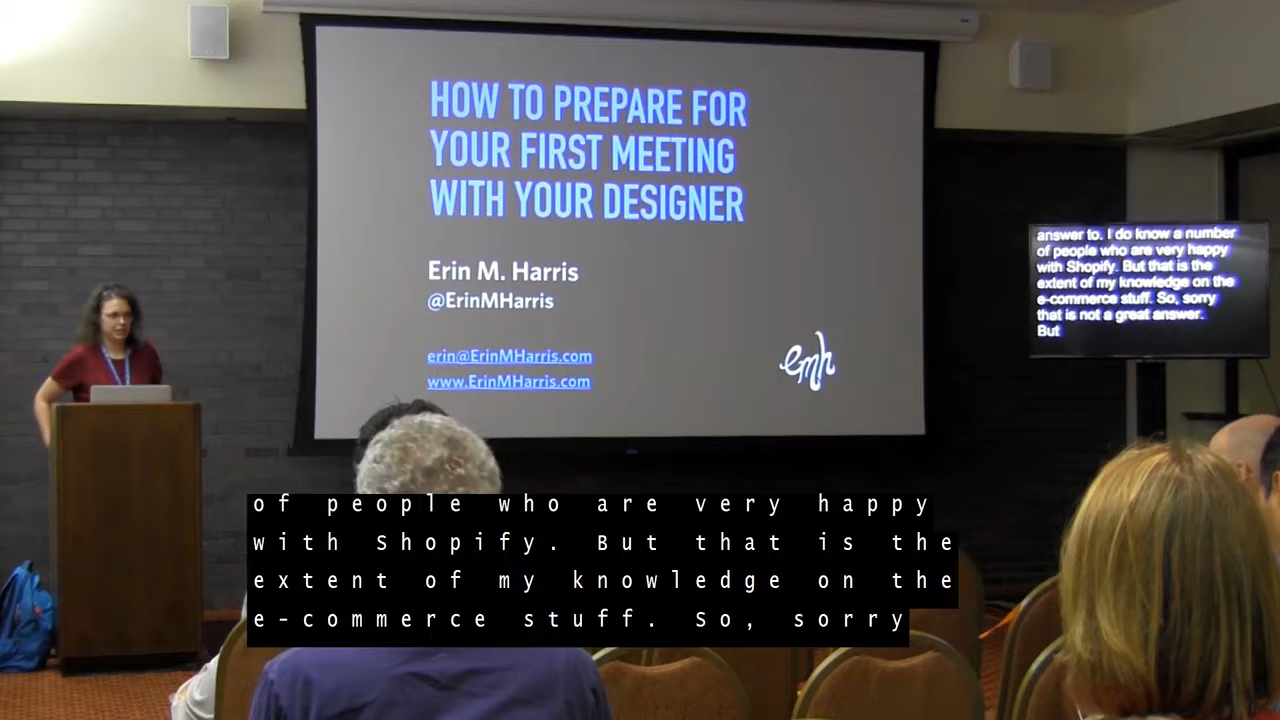 HOW TO PREPARE FOR
YOUR FIRST MEETING
WITH YOUR DESIGNER
Erin M. Harris
@ErinMHarris
erin@ErinMHarris.com
www.ErinMHarris.com
emh
answer to. I do know a number
of people who are very happy
with Shopify. But that is the
extent of my knowledge on the
e-commerce stuff. So, sorry
that is not a great answer.
But
of people who are very happy
with Shopify. But that is the
extent of my knowledge on the
e-commerce stuff. So, sorry